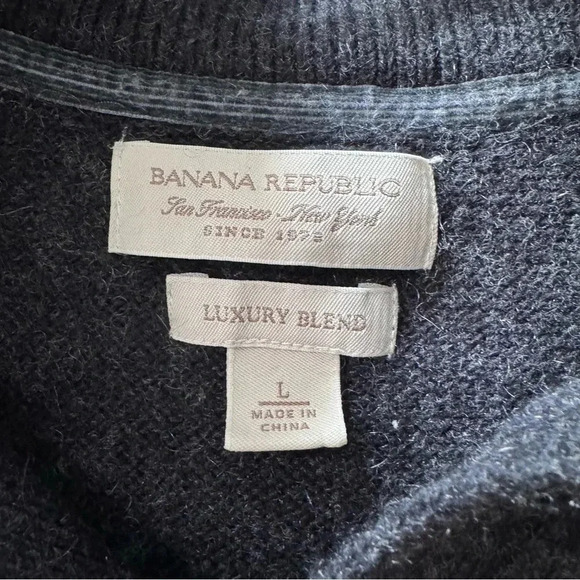 BANANA REPUBLIC
San Francisco - New York
SINCE 1978
LUXURY BLEND
L
MADE IN
CHINA